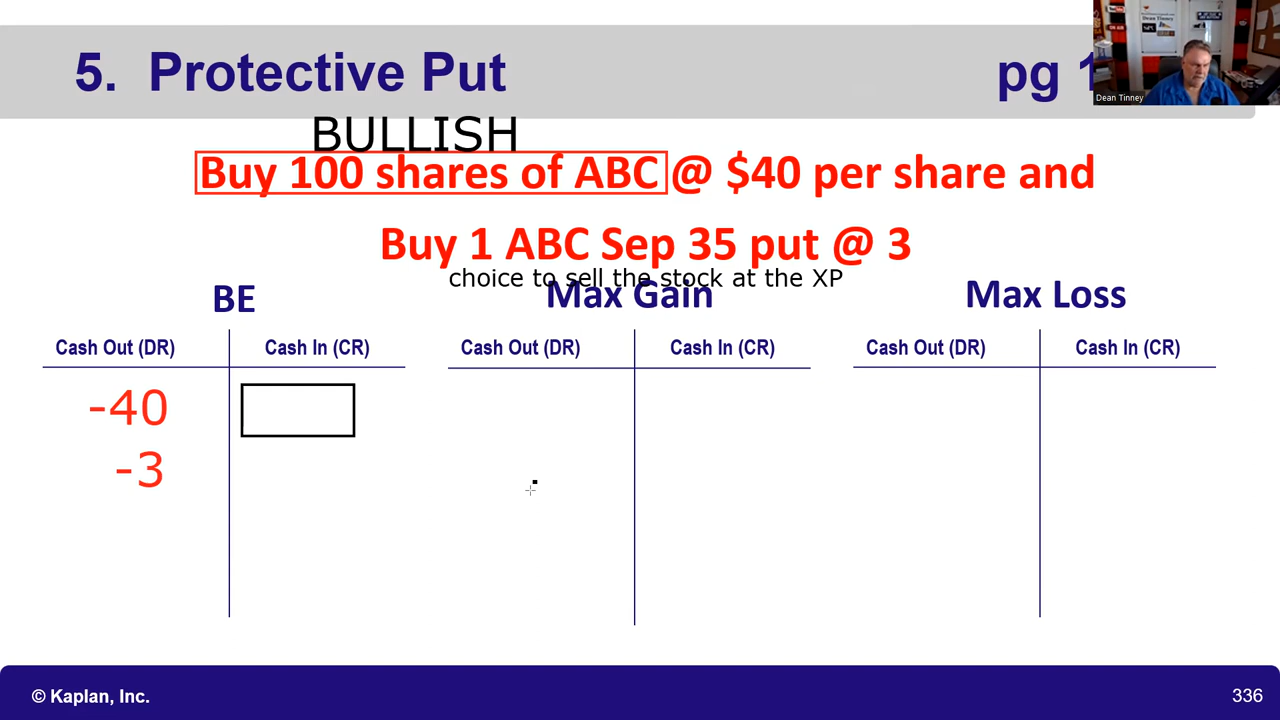 5. Protective Put pg 1
Dean Tinney
BULLISH
Buy 100 shares of ABC @ $40 per share and
Buy 1 ABC Sep 35 put @ 3
choice to sell the stock at the XP
BE Max Gain Max Loss
Cash Out (DR) Cash In (CR) Cash Out (DR) Cash In (CR) Cash Out (DR) Cash In (CR)
-40
-3
© Kaplan, Inc. 336